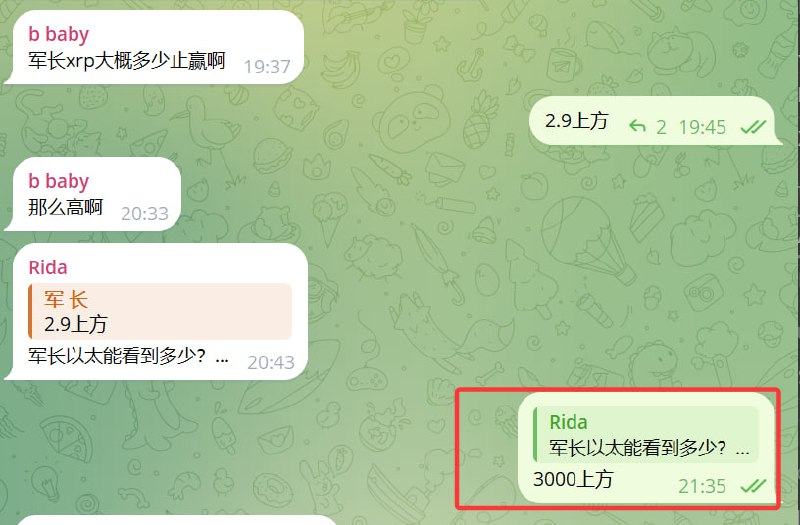 b baby
军长xrp大概多少止赢啊 19:37
2.9上方 2 19:45
b baby
那么高啊 20:33
Rida
军 长
2.9上方
军长以太能看到多少？... 20:43
Rida
军长以太能看到多少？...
3000上方 21:35